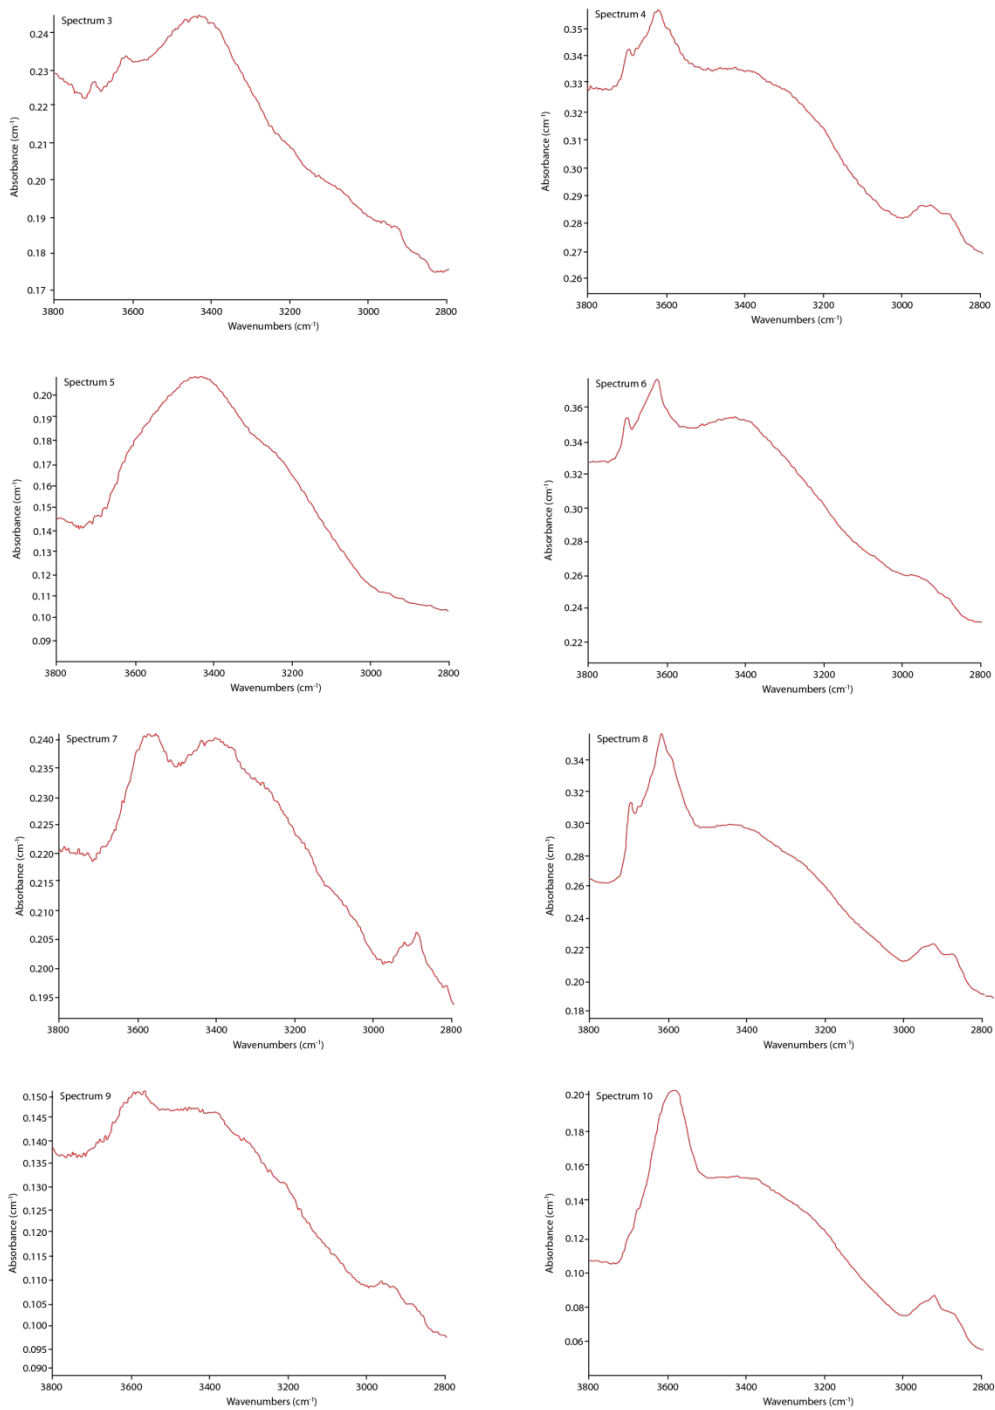 Spectrum 3
0.24
0.23
0.22
0.21
0.20
0.19
0.18
0.17
Absorbance (cm⁻¹)
3800 3600 3400 3200 3000 2800
Wavenumbers (cm⁻¹)
Spectrum 4
0.35
0.34
0.33
0.32
0.31
0.30
0.29
0.28
0.27
0.26
Absorbance (cm⁻¹)
3800 3600 3400 3200 3000 2800
Wavenumbers (cm⁻¹)
Spectrum 5
0.20
0.19
0.18
0.17
0.16
0.15
0.14
0.13
0.12
0.11
0.10
0.09
Absorbance (cm⁻¹)
3800 3600 3400 3200 3000 2800
Wavenumbers (cm⁻¹)
Spectrum 6
0.36
0.34
0.32
0.30
0.28
0.26
0.24
0.22
Absorbance (cm⁻¹)
3800 3600 3400 3200 3000 2800
Wavenumbers (cm⁻¹)
Spectrum 7
0.240
0.235
0.230
0.225
0.220
0.215
0.210
0.205
0.200
0.195
Absorbance (cm⁻¹)
3800 3600 3400 3200 3000 2800
Wavenumbers (cm⁻¹)
Spectrum 8
0.34
0.32
0.30
0.28
0.26
0.24
0.22
0.20
0.18
Absorbance (cm⁻¹)
3800 3600 3400 3200 3000 2800
Wavenumbers (cm⁻¹)
Spectrum 9
0.150
0.145
0.140
0.135
0.130
0.125
0.120
0.115
0.110
0.105
0.100
0.095
0.090
Absorbance (cm⁻¹)
3800 3600 3400 3200 3000 2800
Wavenumbers (cm⁻¹)
Spectrum 10
0.20
0.18
0.16
0.14
0.12
0.10
0.08
0.06
Absorbance (cm⁻¹)
3800 3600 3400 3200 3000 2800
Wavenumbers (cm⁻¹)